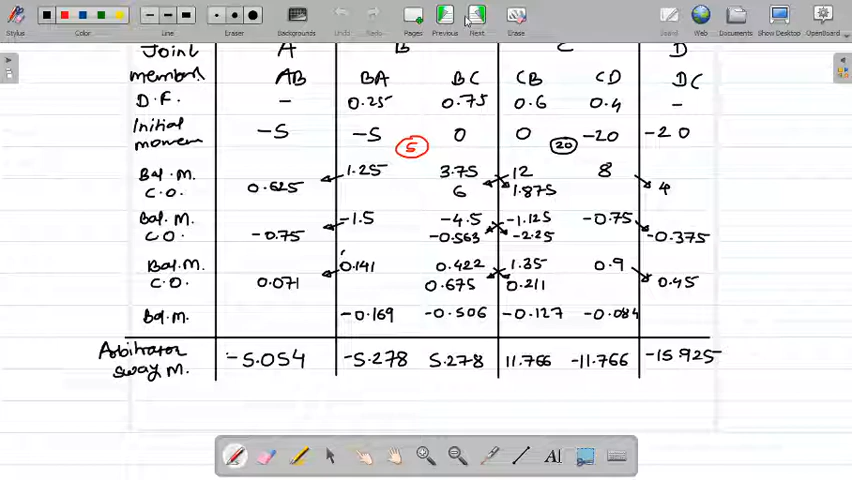 Stylus Color Line Eraser Backgrounds Undo Redo Pages Previous Next Erase Board Web Documents Show Desktop OpenBoard
Joint A B C D
member AB BA BC CB CD DC
D.F. - 0.25 0.75 0.6 0.4 -
Initial -5 -5 0 0 -20 -20
momen 5 20
Bal.M. 1.25 3.75 12 8
C.O. 0.625 6 1.875 4
Bal.M. -1.5 -4.5 -1.125 -0.75
C.O. -0.75 -0.563 -2.25 -0.375
Bal.M. 0.141 0.422 1.35 0.9
C.O. 0.071 0.675 0.211 0.45
Bal.M. -0.169 -0.506 -0.127 -0.084
Arbitrator -5.054 -5.278 5.278 11.766 -11.766 -15.925
sway M.
AI